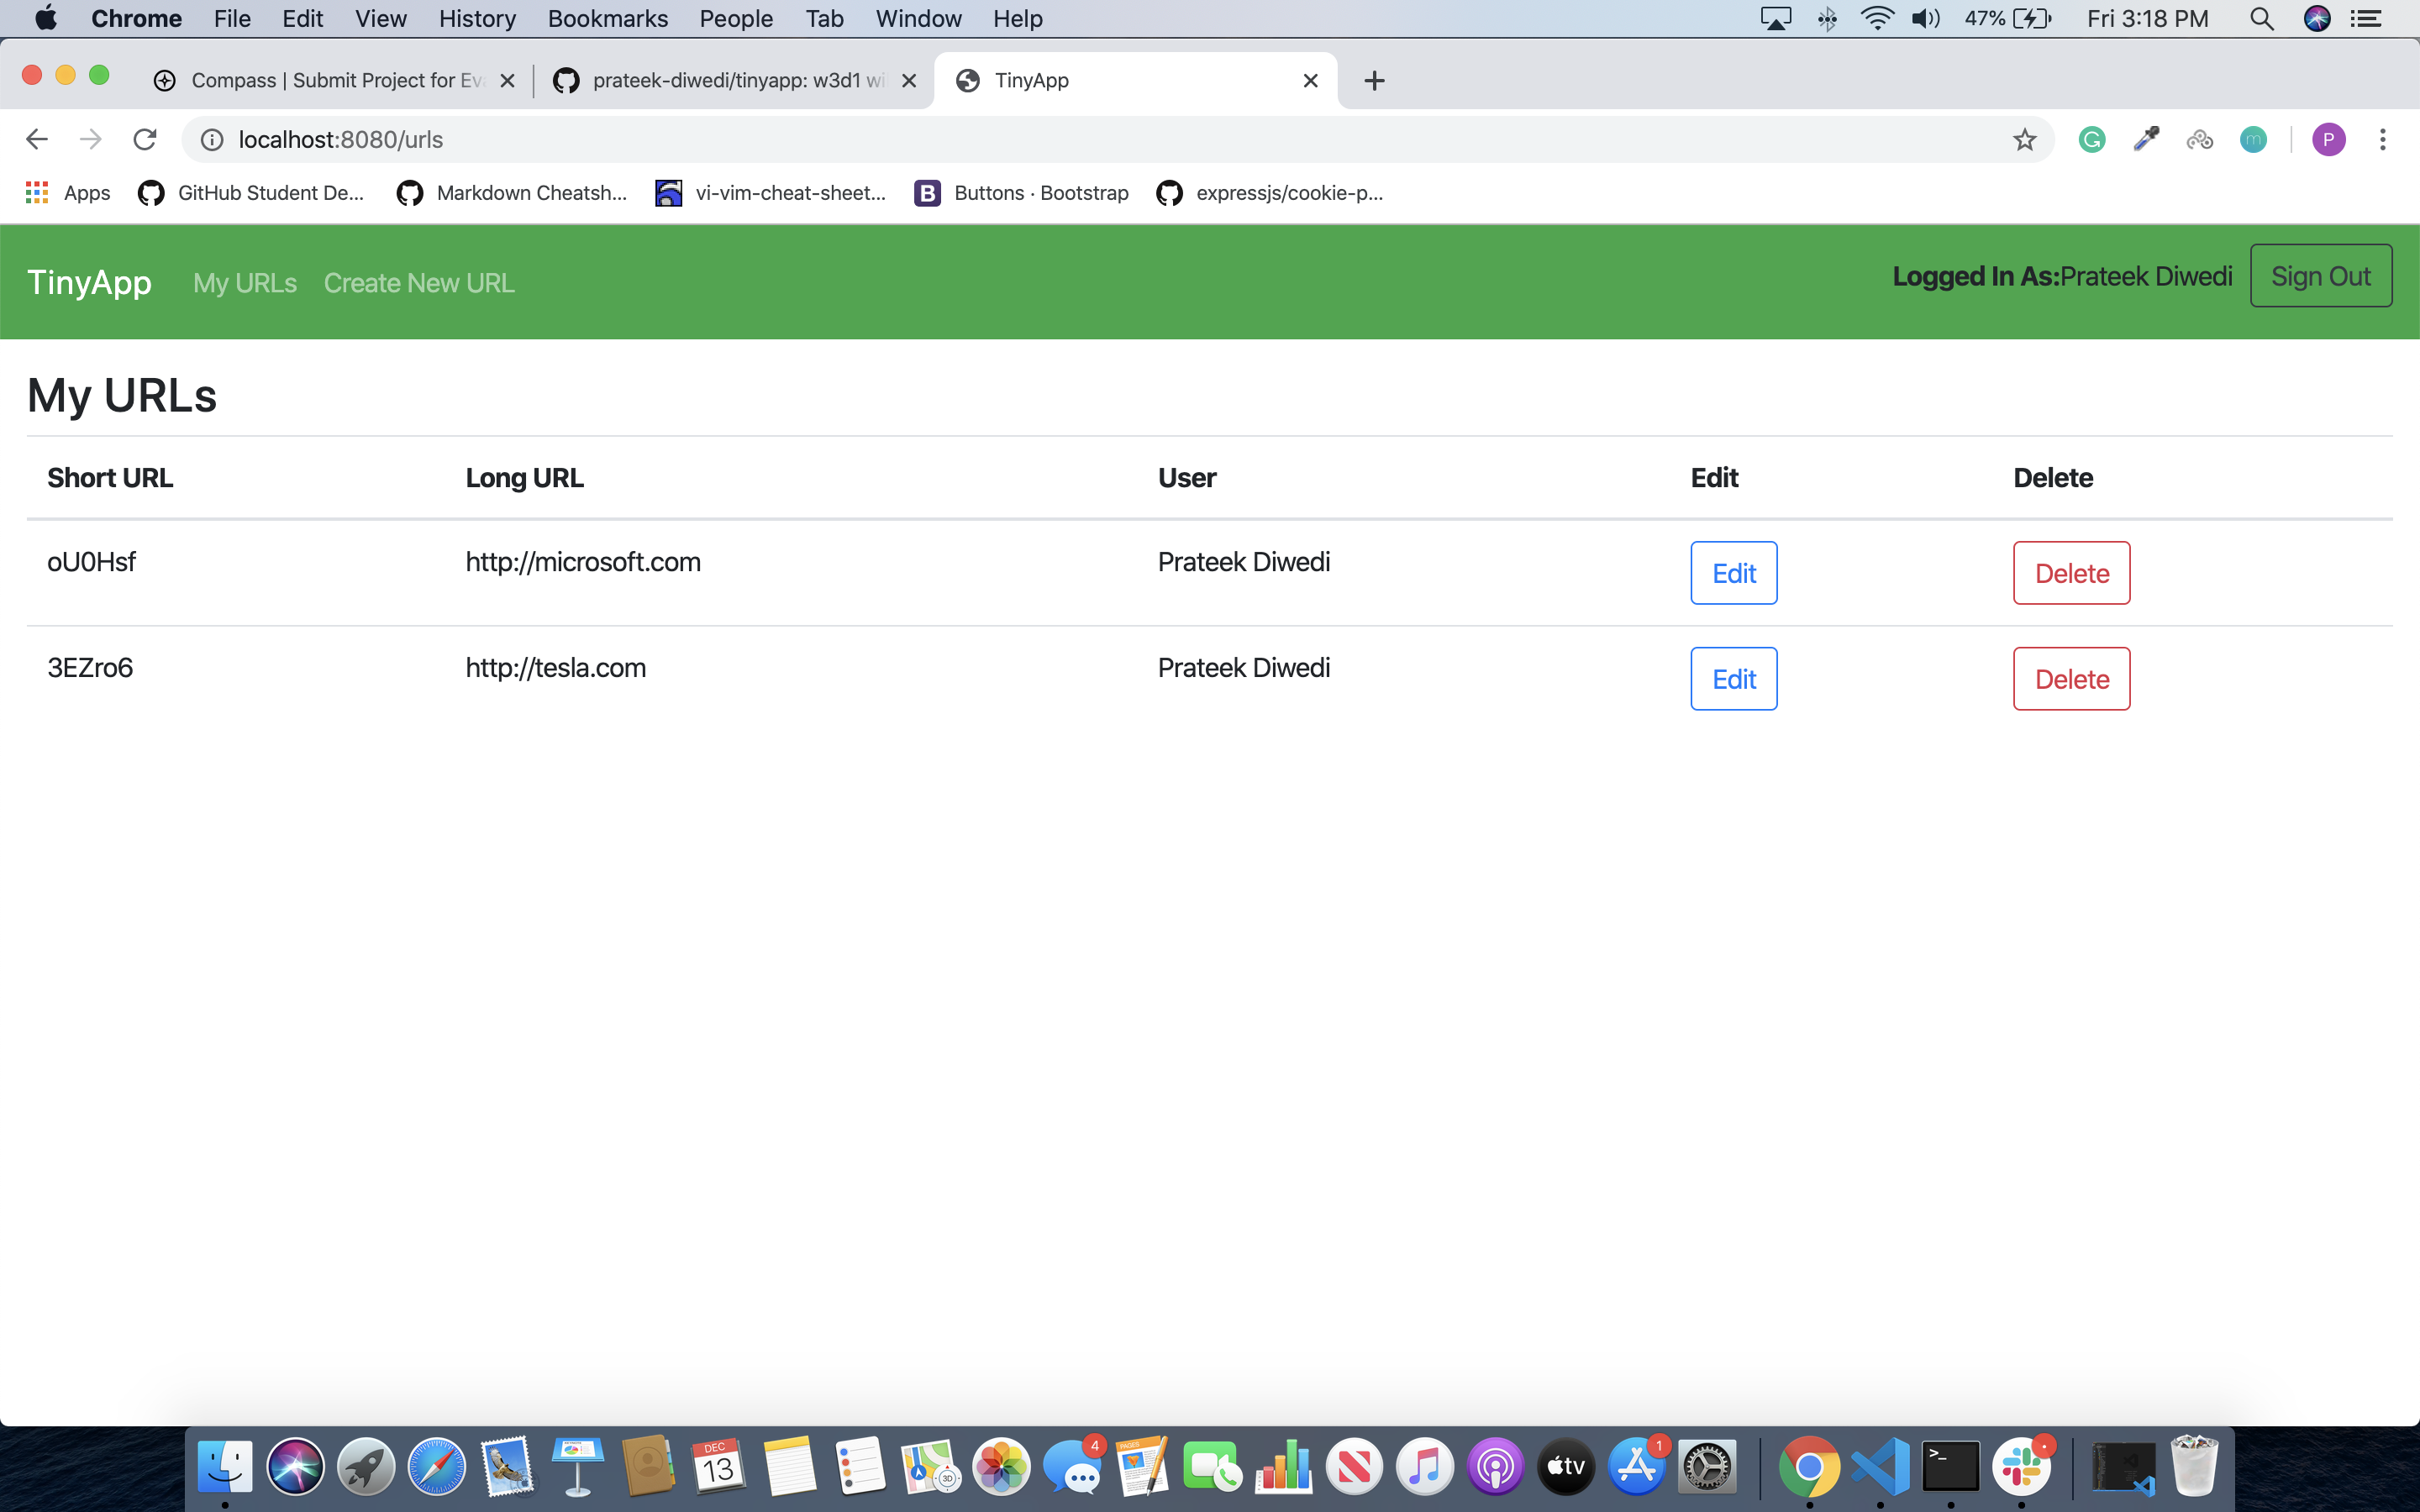 Chrome File Edit View History Bookmarks People Tab Window Help 47% Fri 3:18 PM
Compass | Submit Project for Ev prateek-diwedi/tinyapp: w3d1 wi TinyApp
localhost:8080/urls
Apps GitHub Student De... Markdown Cheatsh... vi-vim-cheat-sheet... B Buttons · Bootstrap expressjs/cookie-p... P
TinyApp My URLs Create New URL Logged In As:Prateek Diwedi Sign Out
My URLs
Short URL Long URL User Edit Delete
oU0Hsf http://microsoft.com Prateek Diwedi Edit Delete
3EZro6 http://tesla.com Prateek Diwedi Edit Delete
DEC
13
3D
4
PAGES
tv
1
>_